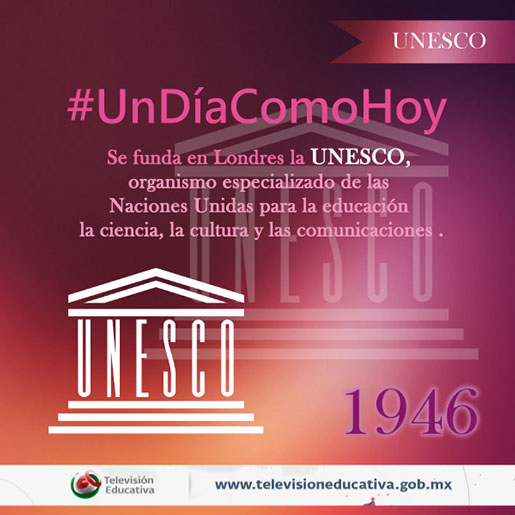 UNESCO
#UnDíaComoHoy
Se funda en Londres la UNESCO,
organismo especializado de las
Naciones Unidas para la educación
la ciencia, la cultura y las comunicaciones .
UNESCO
UNESCO
1946
Televisión
Educativa
www.televisioneducativa.gob.mx